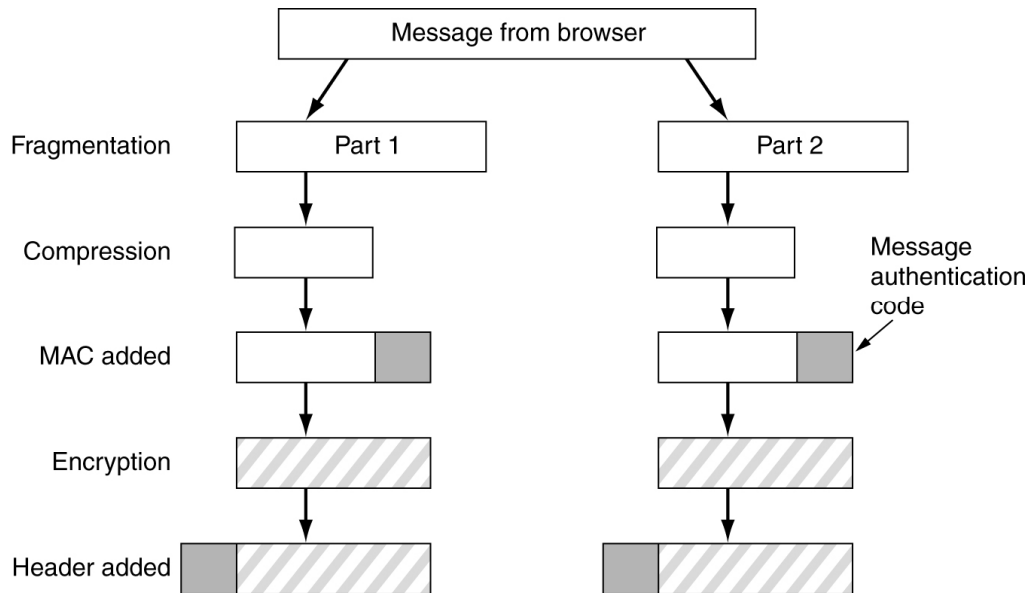 Message from browser
Fragmentation
Part 1
Part 2
Compression
Message
authentication
code
MAC added
Encryption
Header added